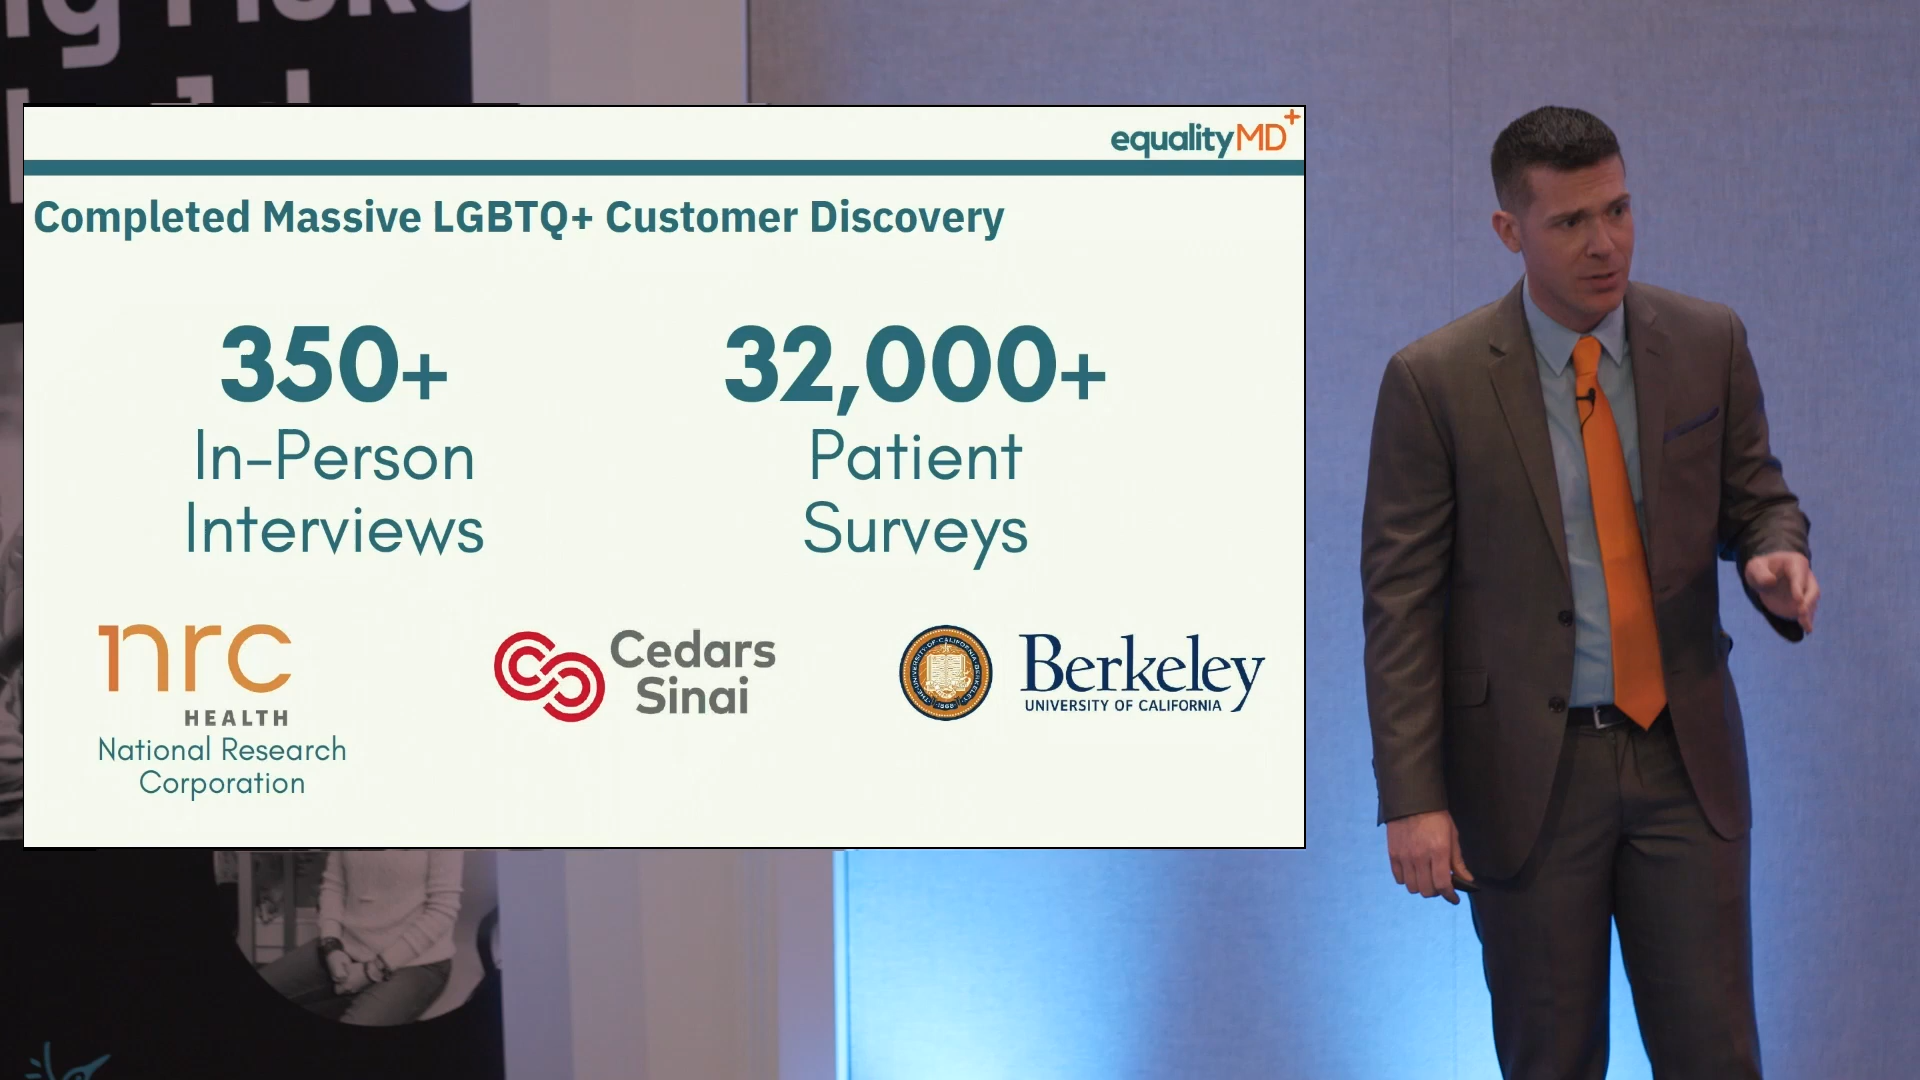 equalityMD+
Completed Massive LGBTQ+ Customer Discovery
350+
In-Person
Interviews
32,000+
Patient
Surveys
nrc
HEALTH
National Research
Corporation
Cedars
Sinai
Berkeley
UNIVERSITY OF CALIFORNIA